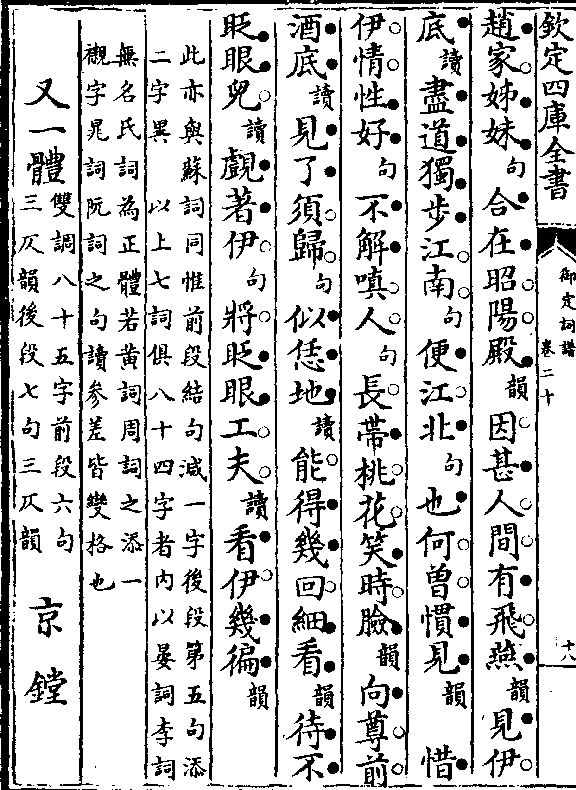 欽定四庫全書
御定詞譜 卷二十
十八
趙家姊妹句合在昭陽殿韻因甚人間有飛燕韻見伊
底讀盡道獨步江南句便江北句也何曾慣見韻 惜
伊情性好句不解嗔人句長帶桃花笑時臉韻向尊前
酒底讀見了須歸句似恁地讀能得幾回細看韻待不
眨眼兒讀覷著伊句將眨眼工夫讀看伊幾徧韻
此亦與蘇詞同惟前段結句減一字後段第五句添
二字異 以上七詞俱八十四字者內以晏詞李詞
無名氏詞為正體若黃詞周詞之添一
襯字晁詞阮詞之句讀參差皆變格也
又一體 雙調八十五字前段六句
三仄韻後段七句三仄韻 京鏜